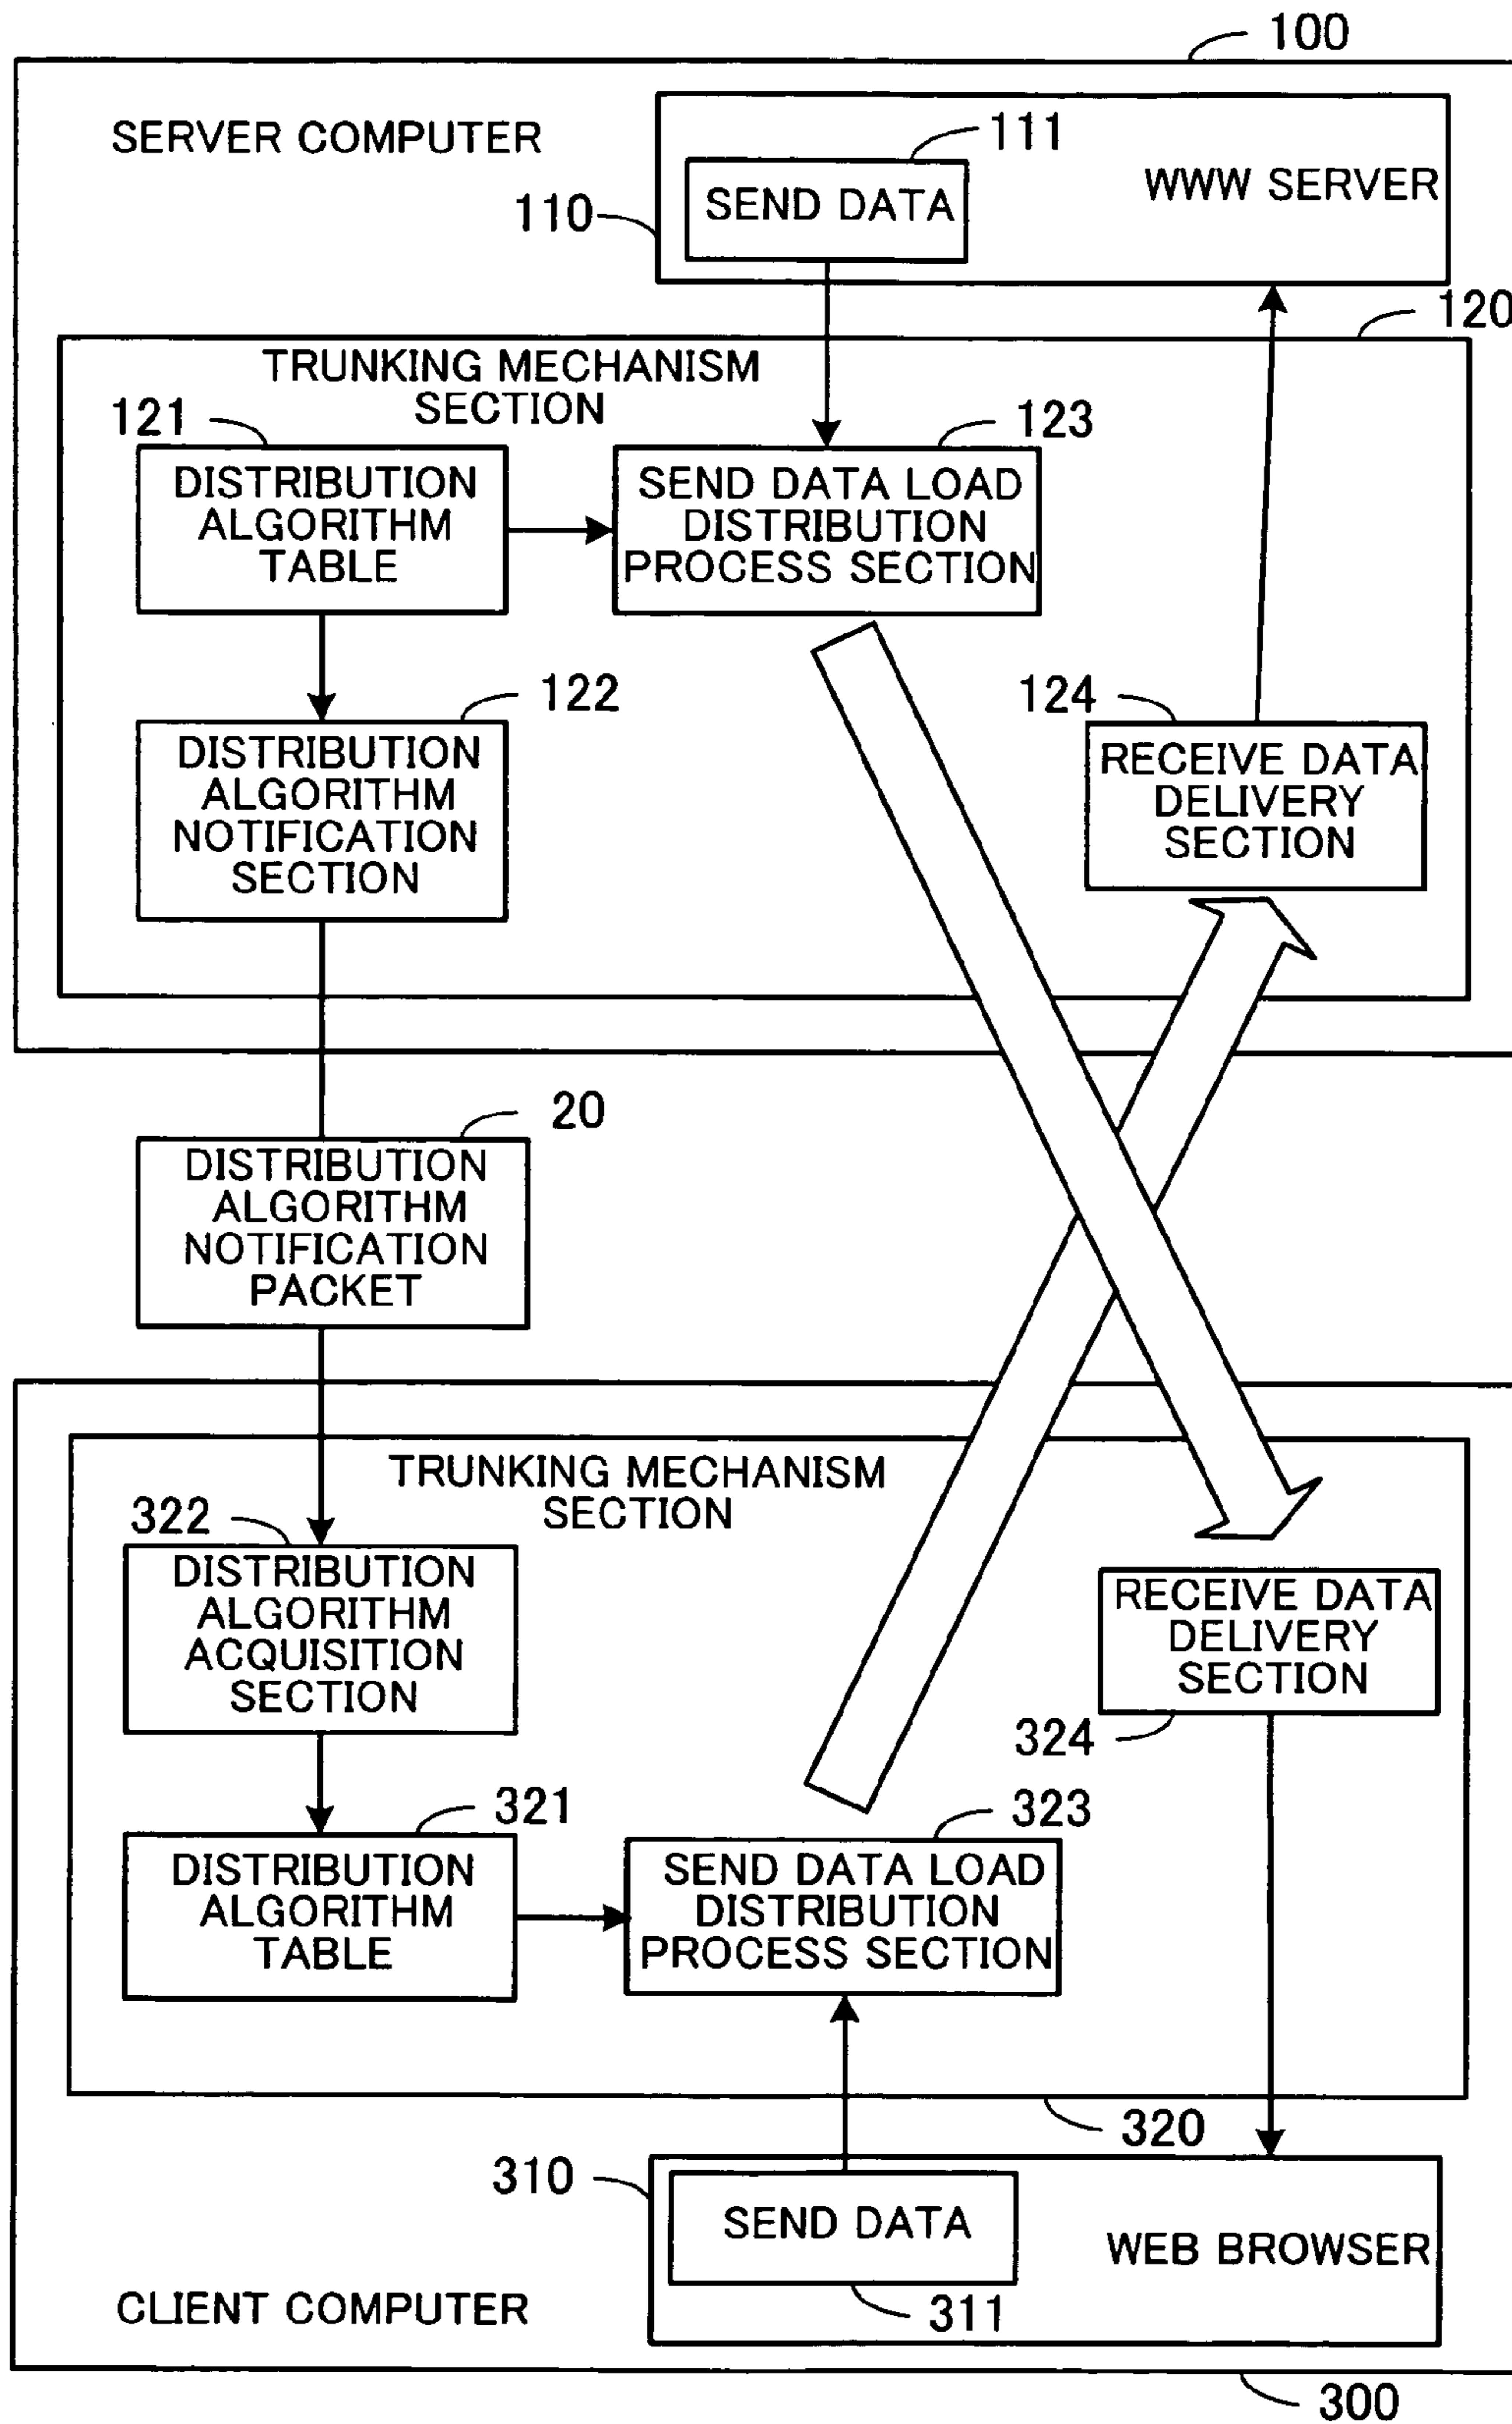 100
SERVER COMPUTER
111
SEND DATA
WWW SERVER
110
120
TRUNKING MECHANISM
SECTION
121
123
DISTRIBUTION
ALGORITHM
TABLE
SEND DATA LOAD
DISTRIBUTION
PROCESS SECTION
122
124
DISTRIBUTION
ALGORITHM
NOTIFICATION
SECTION
RECEIVE DATA
DELIVERY
SECTION
20
DISTRIBUTION
ALGORITHM
NOTIFICATION
PACKET
TRUNKING MECHANISM
SECTION
322
DISTRIBUTION
ALGORITHM
ACQUISITION
SECTION
RECEIVE DATA
DELIVERY
SECTION
324
321
323
DISTRIBUTION
ALGORITHM
TABLE
SEND DATA LOAD
DISTRIBUTION
PROCESS SECTION
320
310
SEND DATA
WEB BROWSER
311
CLIENT COMPUTER
300